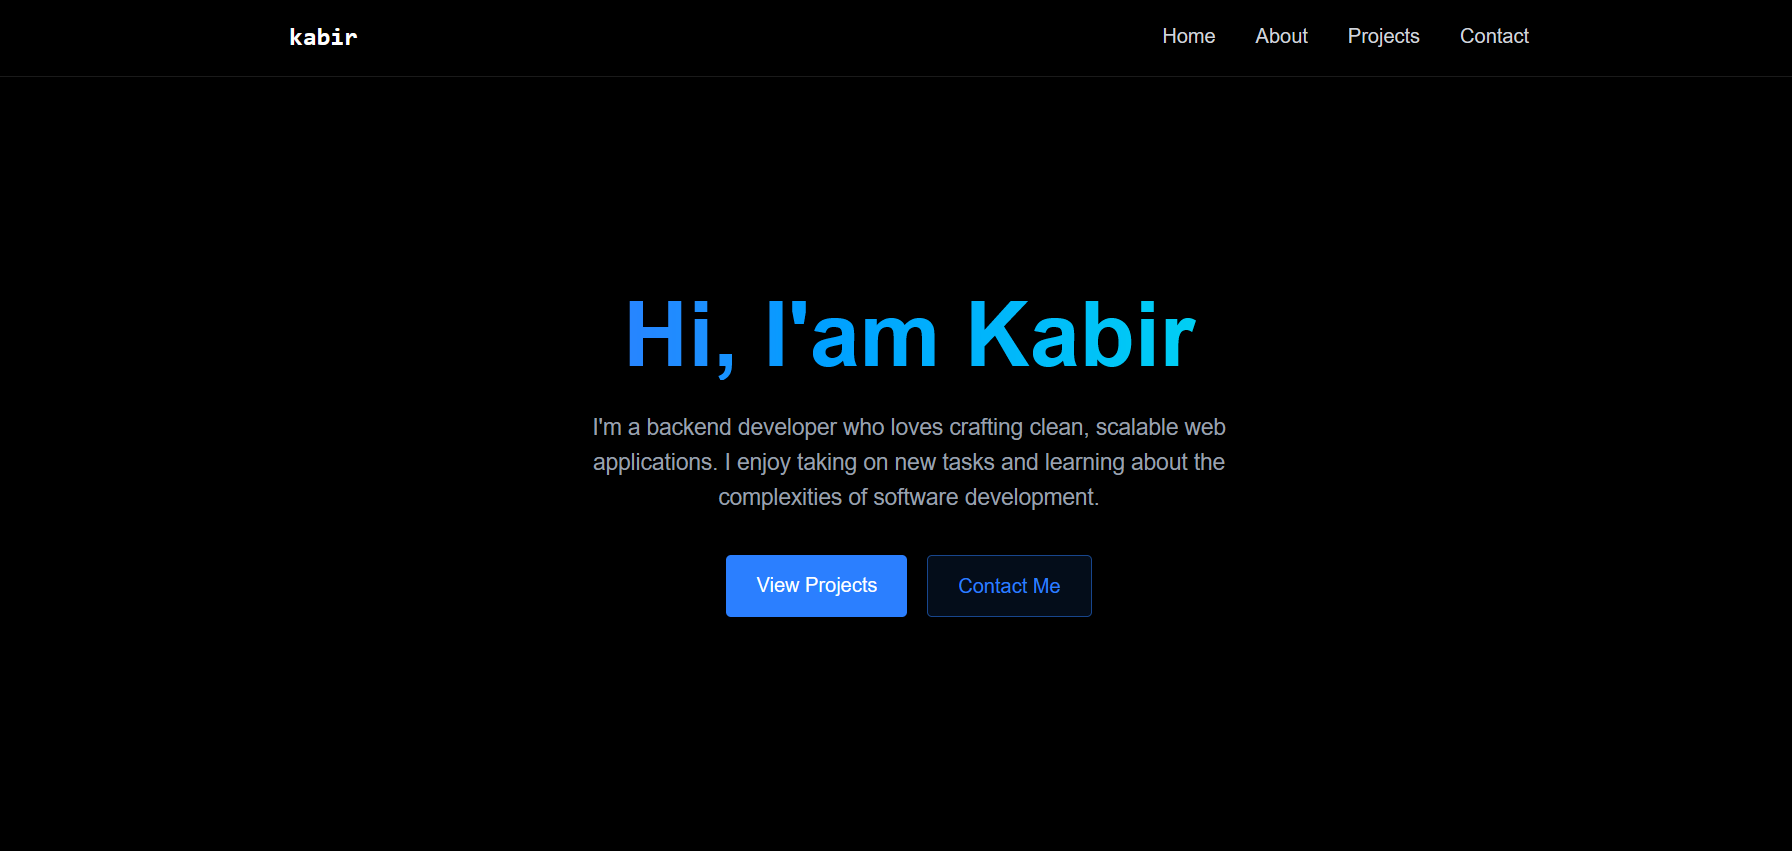 kabir
Home About Projects Contact
Hi, I'am Kabir
I'm a backend developer who loves crafting clean, scalable web
applications. I enjoy taking on new tasks and learning about the
complexities of software development.
View Projects Contact Me